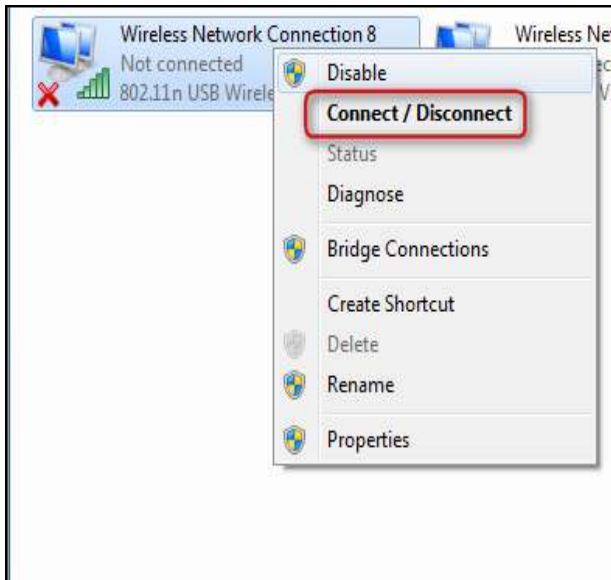 Wireless Network Connection 8
Not connected
802.11n USB Wirele
Wireless Ne
Disable
Connect / Disconnect
Status
Diagnose
Bridge Connections
Create Shortcut
Delete
Rename
Properties